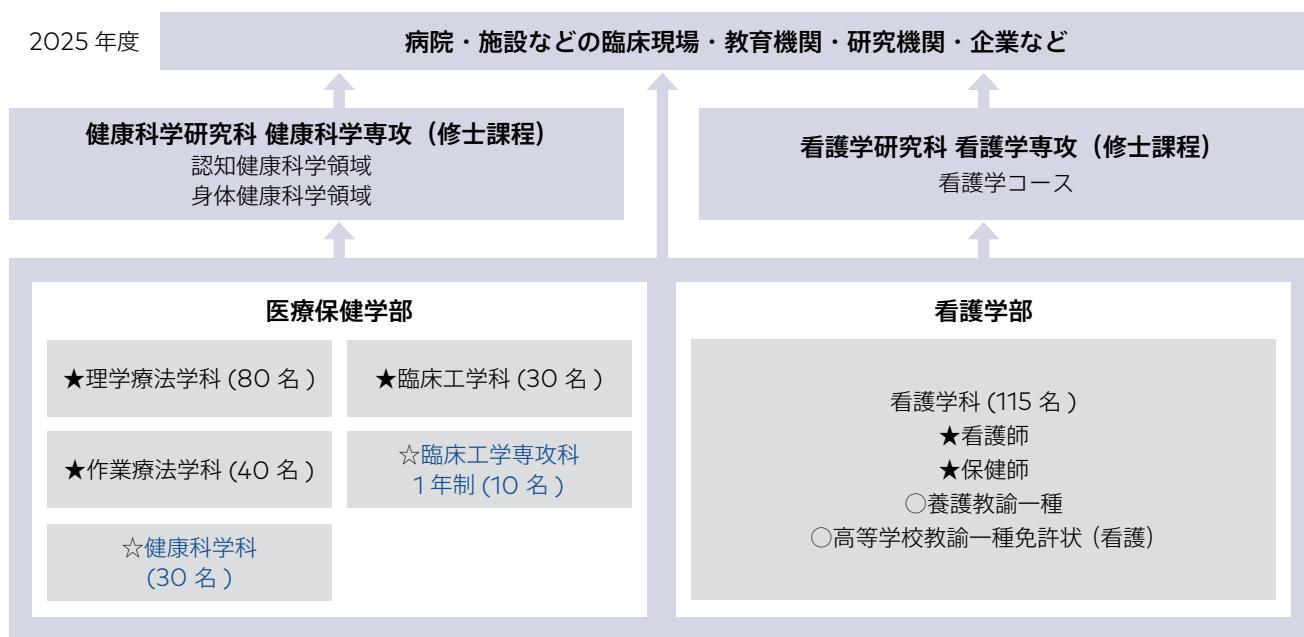 2025 年度
病院・施設などの臨床現場・教育機関・研究機関・企業など
健康科学研究科 健康科学専攻（修士課程）
認知健康科学領域
身体健康科学領域
看護学研究科 看護学専攻（修士課程）
看護学コース
医療保健学部
★理学療法学科 (80 名 )
★臨床工学科 (30 名 )
★作業療法学科 (40 名 )
☆臨床工学専攻科
1 年制 (10 名 )
☆健康科学科
(30 名 )
看護学部
看護学科 (115 名 )
★看護師
★保健師
○養護教諭一種
○高等学校教諭一種免許状（看護）